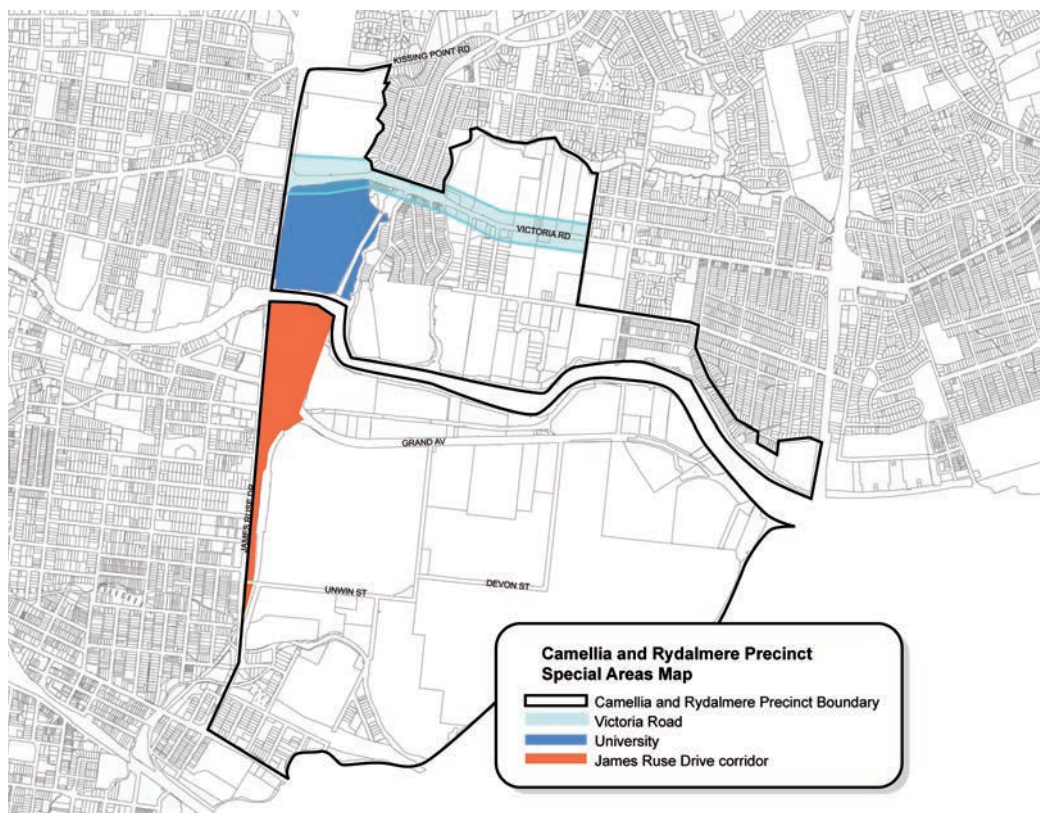 KISSING POINT RD
VICTORIA RD
GRAND AV
JAMES RUSE DR
UNWIN ST
DEVON ST
Camellia and Rydalmere Precinct
Special Areas Map
Camellia and Rydalmere Precinct Boundary
Victoria Road
University
James Ruse Drive corridor